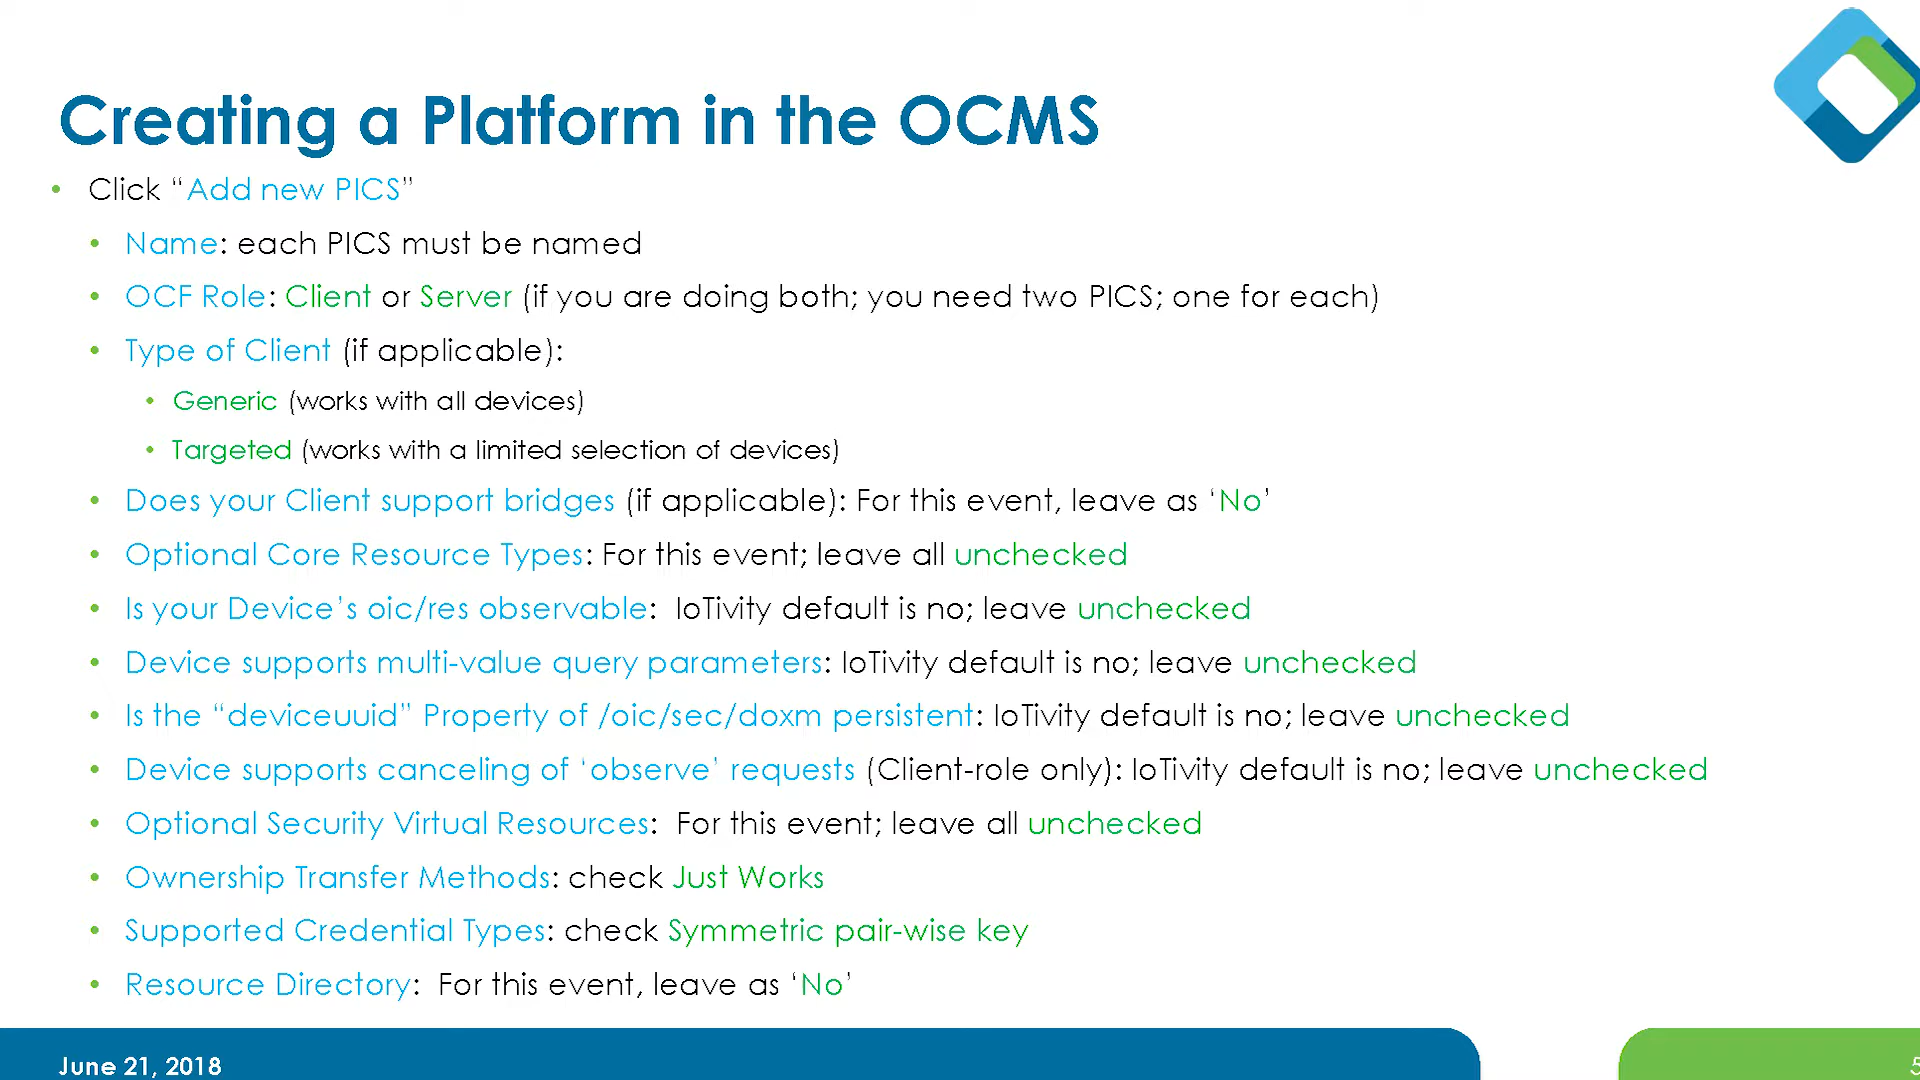 Creating a Platform in the OCMS
• Click “Add new PICS”
• Name: each PICS must be named
• OCF Role: Client or Server (if you are doing both; you need two PICS; one for each)
• Type of Client (if applicable):
• Generic (works with all devices)
• Targeted (works with a limited selection of devices)
• Does your Client support bridges (if applicable): For this event, leave as ‘No’
• Optional Core Resource Types: For this event; leave all unchecked
• Is your Device’s oic/res observable:  IoTivity default is no; leave unchecked
• Device supports multi-value query parameters: IoTivity default is no; leave unchecked
• Is the “deviceuuid” Property of /oic/sec/doxm persistent: IoTivity default is no; leave unchecked
• Device supports canceling of ‘observe’ requests (Client-role only): IoTivity default is no; leave unchecked
• Optional Security Virtual Resources:  For this event; leave all unchecked
• Ownership Transfer Methods: check Just Works
• Supported Credential Types: check Symmetric pair-wise key
• Resource Directory:  For this event, leave as ‘No’
June 21, 2018